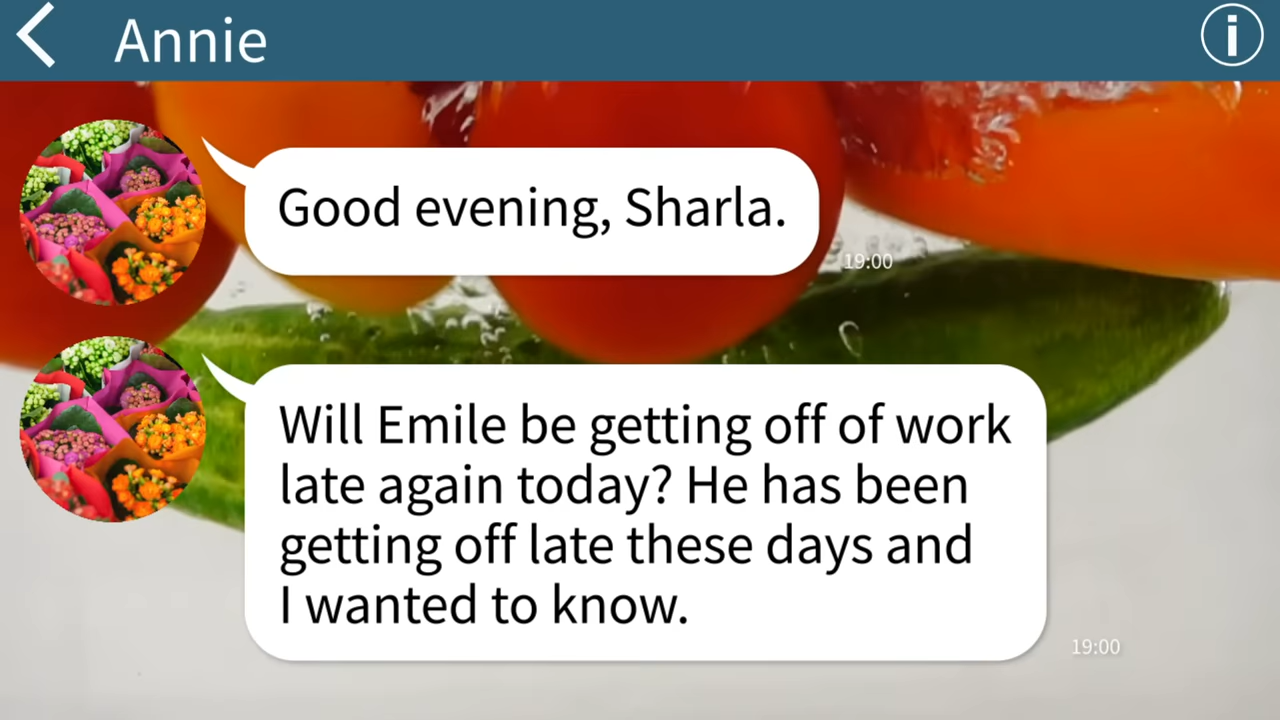 Annie
Good evening, Sharla.
19:00
Will Emile be getting off of work
late again today? He has been
getting off late these days and
I wanted to know.
19:00